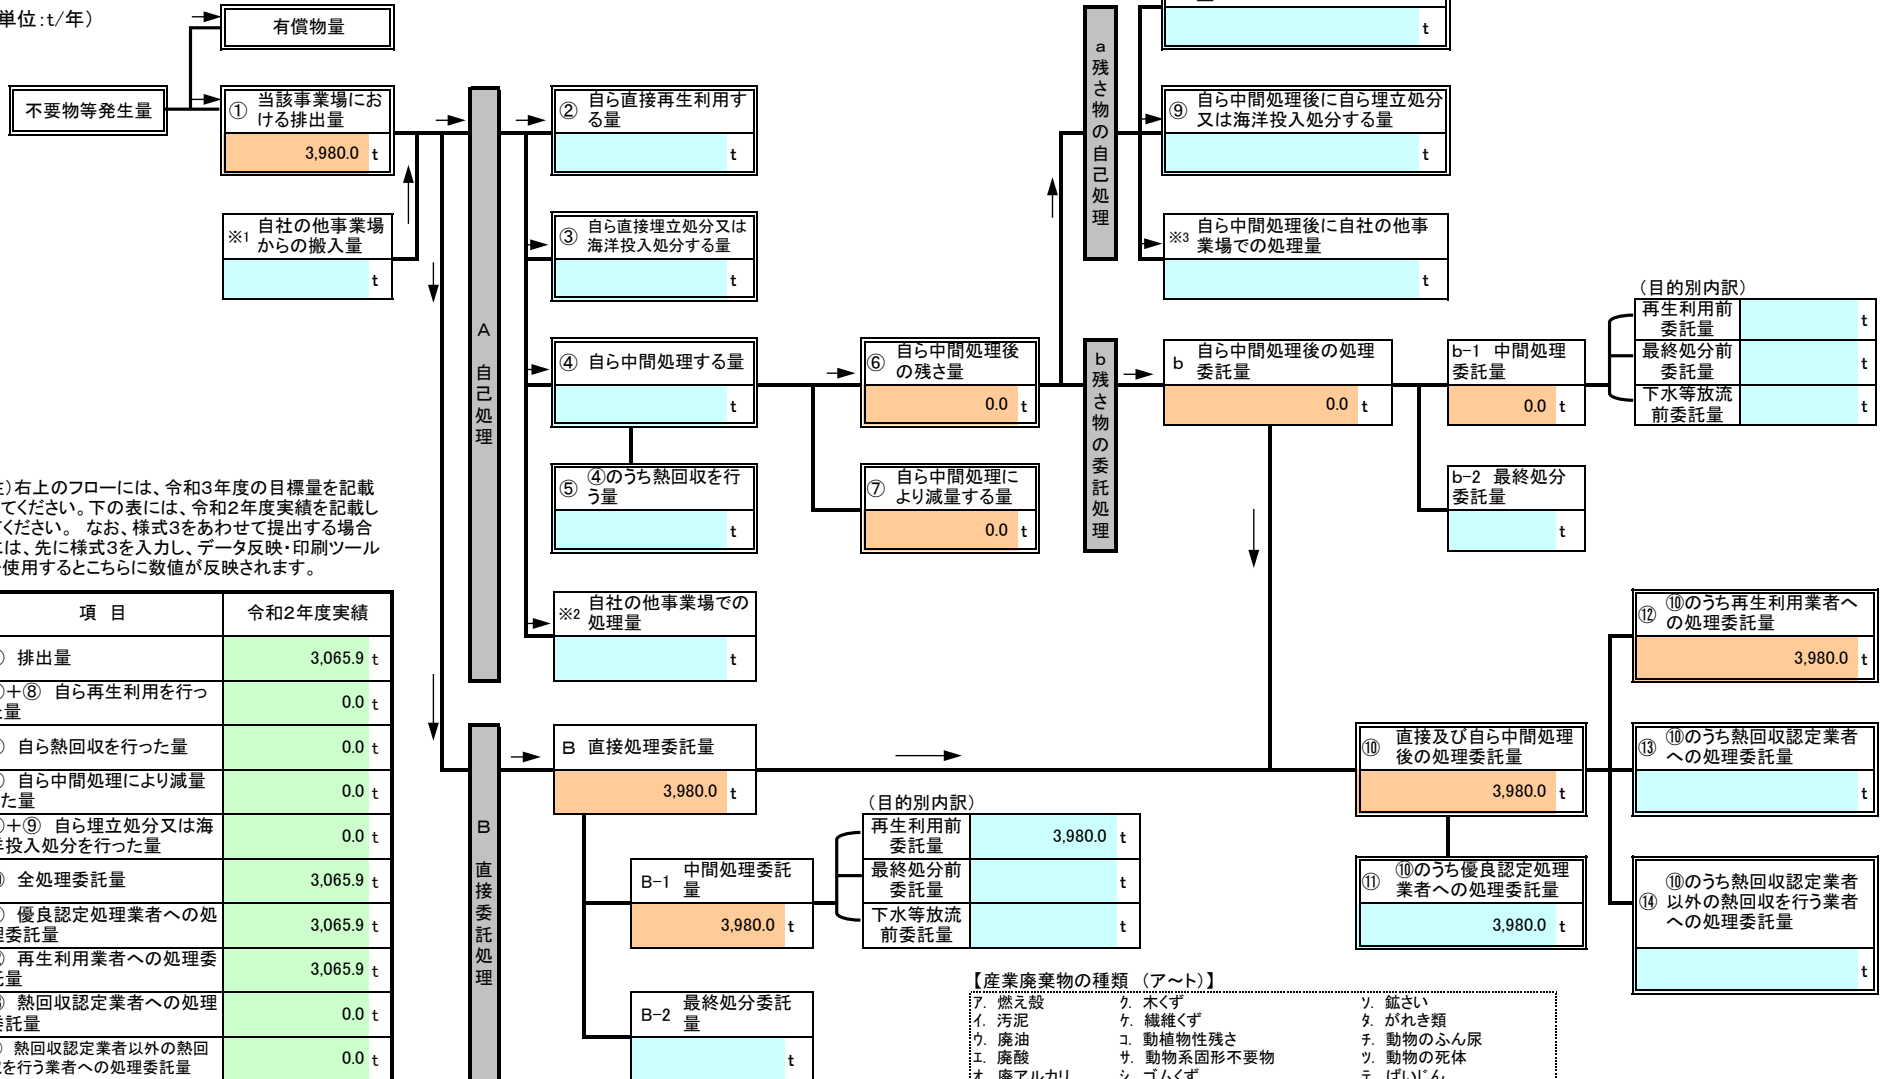 単位:t/年)
有償物量
不要物等発生量
① 当該事業場にお
ける排出量
3,980.0 t
※1 自社の他事業場
からの搬入量
t
A 自己処理
② 自ら直接再生利用す
る量
t
③ 自ら直接埋立処分又は
海洋投入処分する量
t
④ 自ら中間処理する量
t
⑤ ④のうち熱回収を行
う量
t
※2 自社の他事業場での
処理量
t
⑥ 自ら中間処理後
の残さ量
0.0 t
⑦ 自ら中間処理に
より減量する量
0.0 t
a 残さ物の自己処理
t
⑨ 自ら中間処理後に自ら埋立処分
又は海洋投入処分する量
t
※3 自ら中間処理後に自社の他事
業場での処理量
t
b 残さ物の委託処理
b 自ら中間処理後の処理
委託量
0.0 t
b-1 中間処理
委託量
0.0 t
b-2 最終処分
委託量
t
(目的別内訳)
再生利用前
委託量
t
最終処分前
委託量
t
下水等放流
前委託量
t
)右上のフローには、令和3年度の目標量を記載
てください。下の表には、令和2年度実績を記載し
ください。 なお、様式3をあわせて提出する場合
は、先に様式3を入力し、データ反映・印刷ツール
使用するとこちらに数値が反映されます。
項 目 令和2年度実績
) 排出量 3,065.9 t
)+⑧ 自ら再生利用を行っ
量 0.0 t
) 自ら熱回収を行った量 0.0 t
) 自ら中間処理により減量
た量 0.0 t
)+⑨ 自ら埋立処分又は海
投入処分を行った量 0.0 t
) 全処理委託量 3,065.9 t
) 優良認定処理業者への処
委託量 3,065.9 t
) 再生利用業者への処理委
量 3,065.9 t
) 熱回収認定業者への処理
託量 0.0 t
) 熱回収認定業者以外の熱回
を行う業者への処理委託量 0.0 t
B 直接委託処理
B 直接処理委託量
3,980.0 t
B-1 中間処理委託
量
3,980.0 t
B-2 最終処分委託
量
t
(目的別内訳)
再生利用前
委託量
3,980.0 t
最終処分前
委託量
t
下水等放流
前委託量
t
⑩ 直接及び自ら中間処理
後の処理委託量
3,980.0 t
⑪ ⑩のうち優良認定処理
業者への処理委託量
3,980.0 t
⑫ ⑩のうち再生利用業者へ
の処理委託量
3,980.0 t
⑬ ⑩のうち熱回収認定業者
への処理委託量
t
⑭ ⑩のうち熱回収認定業者
以外の熱回収を行う業者
への処理委託量
t
【産業廃棄物の種類 (ア~ト)】
ア. 燃え殻 ク. 木くず ソ. 鉱さい
イ. 汚泥 ケ. 繊維くず タ. がれき類
ウ. 廃油 コ. 動植物性残さ チ. 動物のふん尿
エ. 廃酸 サ. 動物系固形不要物 ツ. 動物の死体
オ. 廃アルカリ シ. ゴムくず テ. ばいじん